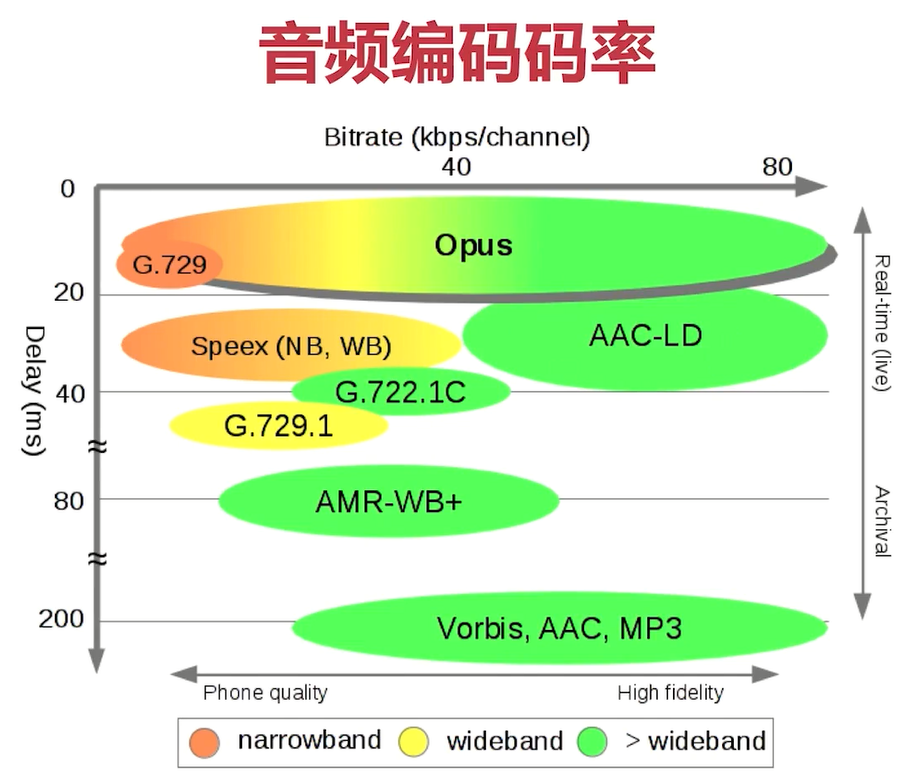 音频编码码率
Bitrate (kbps/channel)
40
80
0
Opus
G.729
20
AAC-LD
Speex (NB, WB)
Delay (ms)
Real-time (live)
40
G.722.1C
G.729.1
≈
80
AMR-WB+
Archival
≈
200
Vorbis, AAC, MP3
Phone quality
High fidelity
narrowband
wideband
> wideband